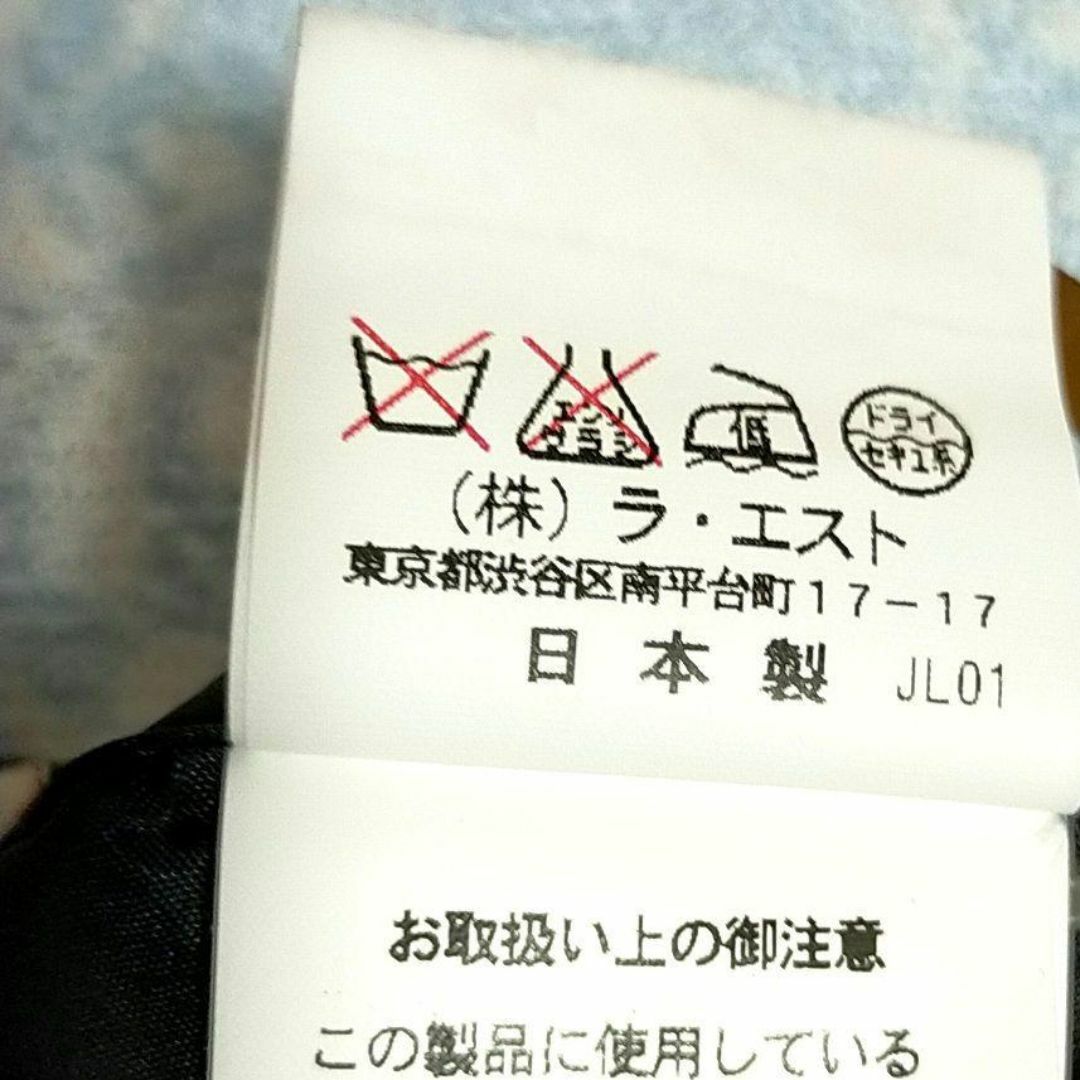 エンソ
サラシ
低
ドライ
セキユ系
（株）ラ・エスト
東京都渋谷区南平台町17-17
日本製 JL01
お取扱い上の御注意
この製品に使用している